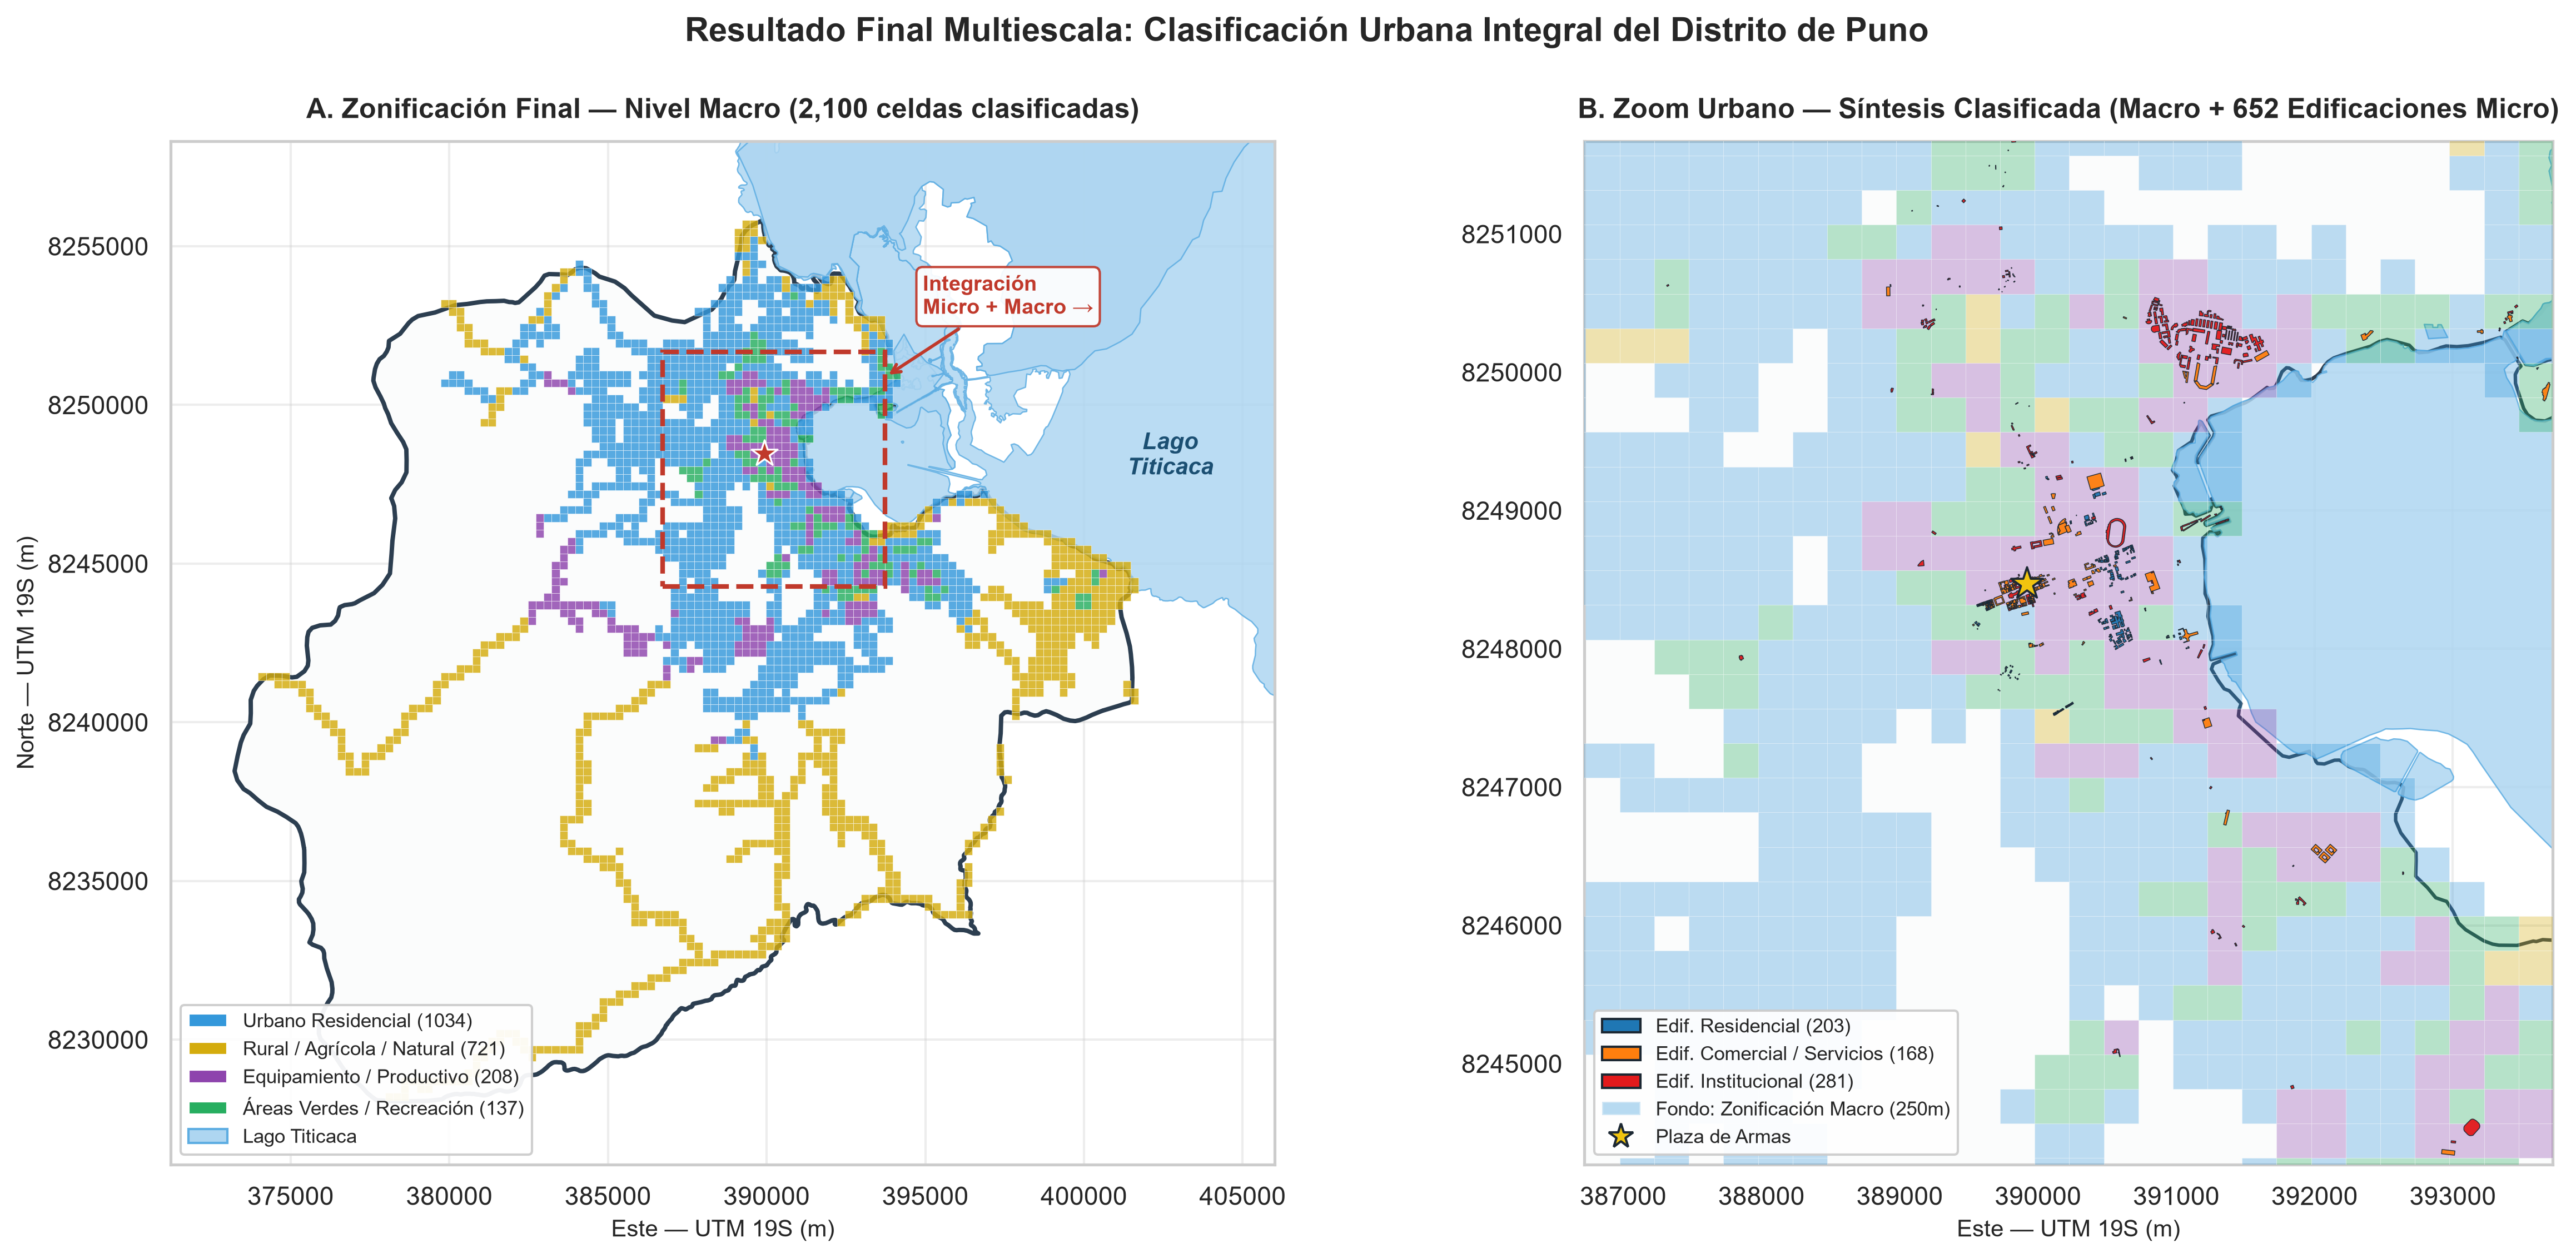 Resultado Final Multiescala: Clasificación Urbana Integral del Distrito de Puno
A. Zonificación Final — Nivel Macro (2,100 celdas clasificadas)
Norte — UTM 19S (m)
8255000
8250000
8245000
8240000
8235000
8230000
Integración
Micro + Macro →
Lago
Titicaca
Urbano Residencial (1034)
Rural / Agrícola / Natural (721)
Equipamiento / Productivo (208)
Áreas Verdes / Recreación (137)
Lago Titicaca
375000 380000 385000 390000 395000 400000 405000
Este — UTM 19S (m)
B. Zoom Urbano — Síntesis Clasificada (Macro + 652 Edificaciones Micro)
8251000
8250000
8249000
8248000
8247000
8246000
8245000
Edif. Residencial (203)
Edif. Comercial / Servicios (168)
Edif. Institucional (281)
Fondo: Zonificación Macro (250m)
Plaza de Armas
387000 388000 389000 390000 391000 392000 393000
Este — UTM 19S (m)